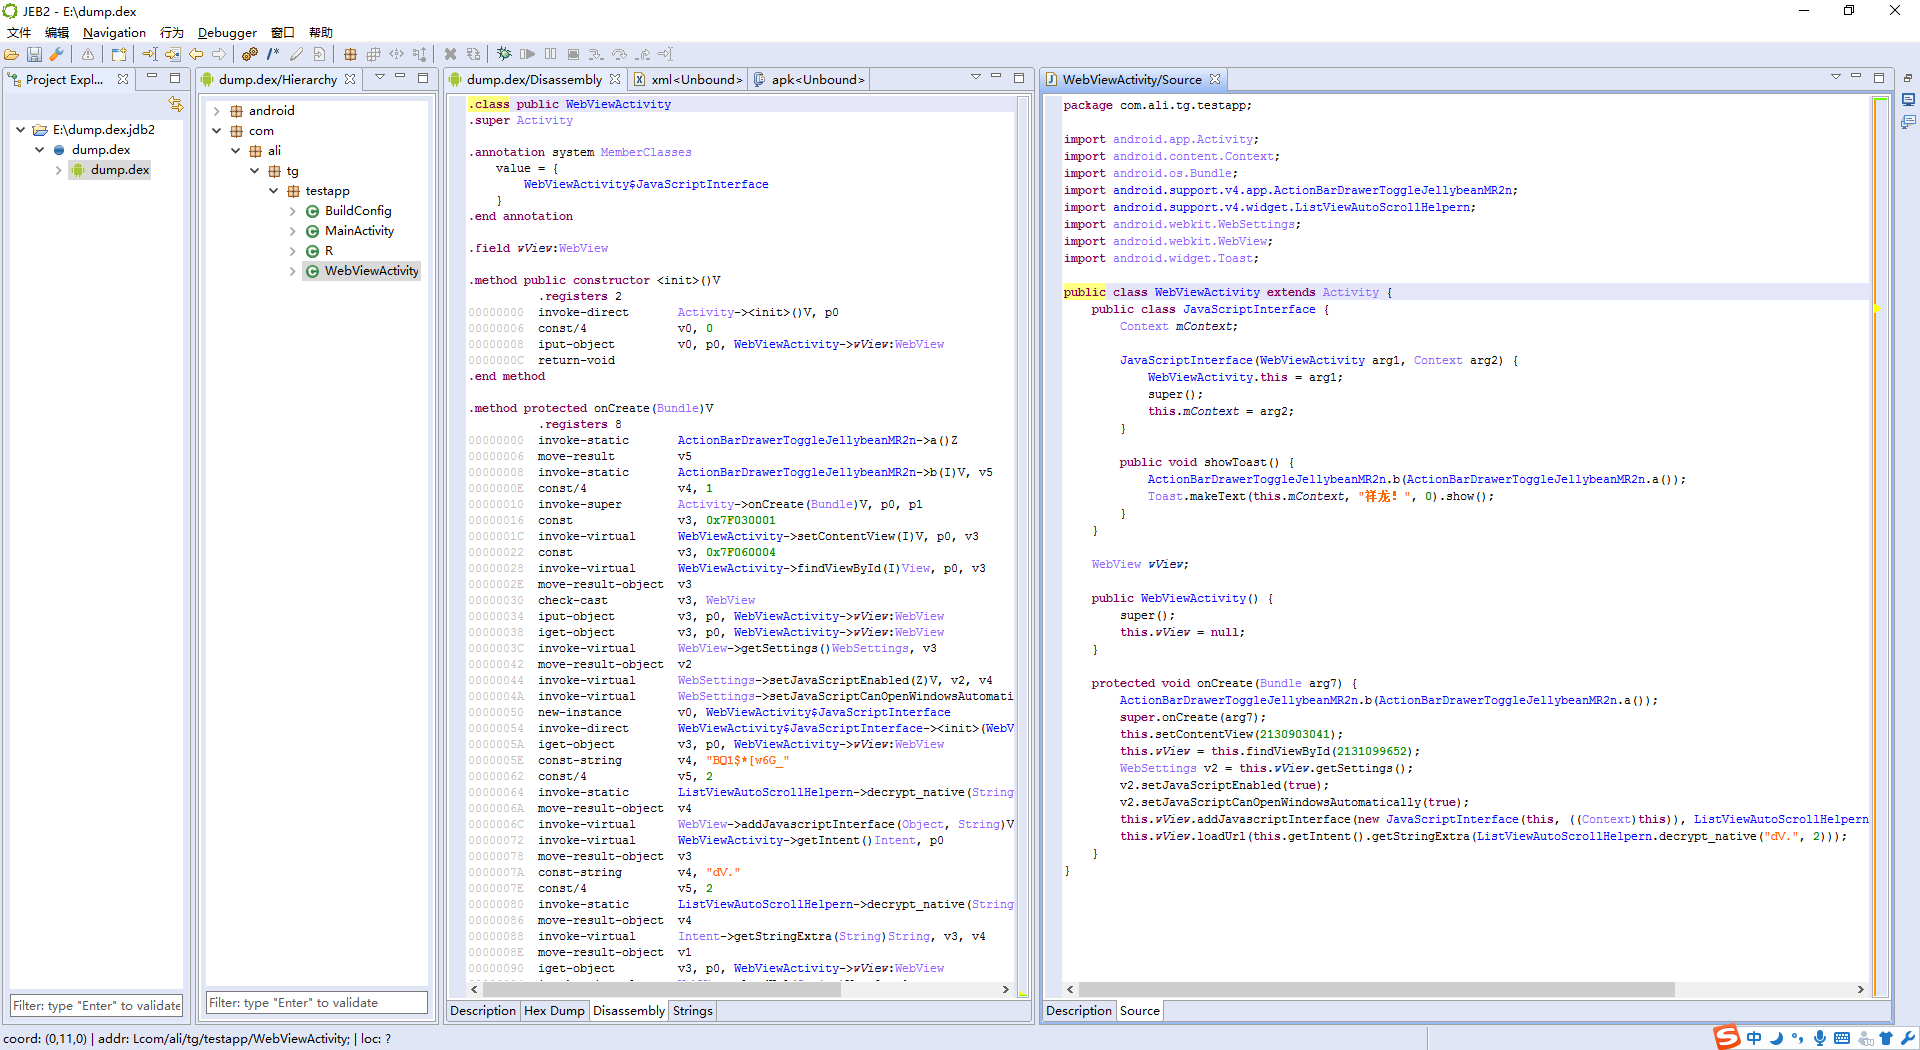 JEB2 - E:\dump.dex
文件 编辑 Navigation 行为 Debugger 窗口 帮助
Project Expl...
E:\dump.dex.jdb2
dump.dex
dump.dex
Filter: type "Enter" to validate
dump.dex/Hierarchy
android
com
ali
tg
testapp
BuildConfig
MainActivity
R
WebViewActivity
Filter: type "Enter" to validate
dump.dex/Disassembly xml<Unbound> apk<Unbound>
.class public WebViewActivity
.super Activity
.annotation system MemberClasses
value = {
WebViewActivity$JavaScriptInterface
}
.end annotation
.field wView:WebView
.method public constructor <init>()V
.registers 2
00000000 invoke-direct Activity-><init>()V, p0
00000006 const/4 v0, 0
00000008 iput-object v0, p0, WebViewActivity->wView:WebView
0000000C return-void
.end method
.method protected onCreate(Bundle)V
.registers 8
00000000 invoke-static ActionBarDrawerToggleJellybeanMR2n->a()Z
00000006 move-result v5
00000008 invoke-static ActionBarDrawerToggleJellybeanMR2n->b(I)V, v5
0000000E const/4 v4, 1
00000010 invoke-super Activity->onCreate(Bundle)V, p0, p1
00000016 const v3, 0x7F030001
0000001C invoke-virtual WebViewActivity->setContentView(I)V, p0, v3
00000022 const v3, 0x7F060004
00000028 invoke-virtual WebViewActivity->findViewById(I)View, p0, v3
0000002E move-result-object v3
00000030 check-cast v3, WebView
00000034 iput-object v3, p0, WebViewActivity->wView:WebView
00000038 iget-object v3, p0, WebViewActivity->wView:WebView
0000003C invoke-virtual WebView->getSettings()WebSettings, v3
00000042 move-result-object v2
00000044 invoke-virtual WebSettings->setJavaScriptEnabled(Z)V, v2, v4
0000004A invoke-virtual WebSettings->setJavaScriptCanOpenWindowsAutomati
00000050 new-instance v0, WebViewActivity$JavaScriptInterface
00000054 invoke-direct WebViewActivity$JavaScriptInterface-><init>(WebV
0000005A iget-object v3, p0, WebViewActivity->wView:WebView
0000005E const-string v4, "BQ1$*[w6G_"
00000062 const/4 v5, 2
00000064 invoke-static ListViewAutoScrollHelpern->decrypt_native(String
0000006A move-result-object v4
0000006C invoke-virtual WebView->addJavascriptInterface(Object, String)V
00000072 invoke-virtual WebViewActivity->getIntent()Intent, p0
00000078 move-result-object v3
0000007A const-string v4, "dV."
0000007E const/4 v5, 2
00000080 invoke-static ListViewAutoScrollHelpern->decrypt_native(String
00000086 move-result-object v4
00000088 invoke-virtual Intent->getStringExtra(String)String, v3, v4
0000008E move-result-object v1
00000090 iget-object v3, p0, WebViewActivity->wView:WebView
Description Hex Dump Disassembly Strings
WebViewActivity/Source
package com.ali.tg.testapp;
import android.app.Activity;
import android.content.Context;
import android.os.Bundle;
import android.support.v4.app.ActionBarDrawerToggleJellybeanMR2n;
import android.support.v4.widget.ListViewAutoScrollHelpern;
import android.webkit.WebSettings;
import android.webkit.WebView;
import android.widget.Toast;
public class WebViewActivity extends Activity {
public class JavaScriptInterface {
Context mContext;
JavaScriptInterface(WebViewActivity arg1, Context arg2) {
WebViewActivity.this = arg1;
super();
this.mContext = arg2;
}
public void showToast() {
ActionBarDrawerToggleJellybeanMR2n.b(ActionBarDrawerToggleJellybeanMR2n.a());
Toast.makeText(this.mContext, "祥龙!", 0).show();
}
}
WebView wView;
public WebViewActivity() {
super();
this.wView = null;
}
protected void onCreate(Bundle arg7) {
ActionBarDrawerToggleJellybeanMR2n.b(ActionBarDrawerToggleJellybeanMR2n.a());
super.onCreate(arg7);
this.setContentView(2130903041);
this.wView = this.findViewById(2131099652);
WebSettings v2 = this.wView.getSettings();
v2.setJavaScriptEnabled(true);
v2.setJavaScriptCanOpenWindowsAutomatically(true);
this.wView.addJavascriptInterface(new JavaScriptInterface(this, ((Context)this)), ListViewAutoScrollHelpern
this.wView.loadUrl(this.getIntent().getStringExtra(ListViewAutoScrollHelpern.decrypt_native("dV.", 2)));
}
}
Description Source
coord: (0,11,0) | addr: Lcom/ali/tg/testapp/WebViewActivity; | loc: ?
中